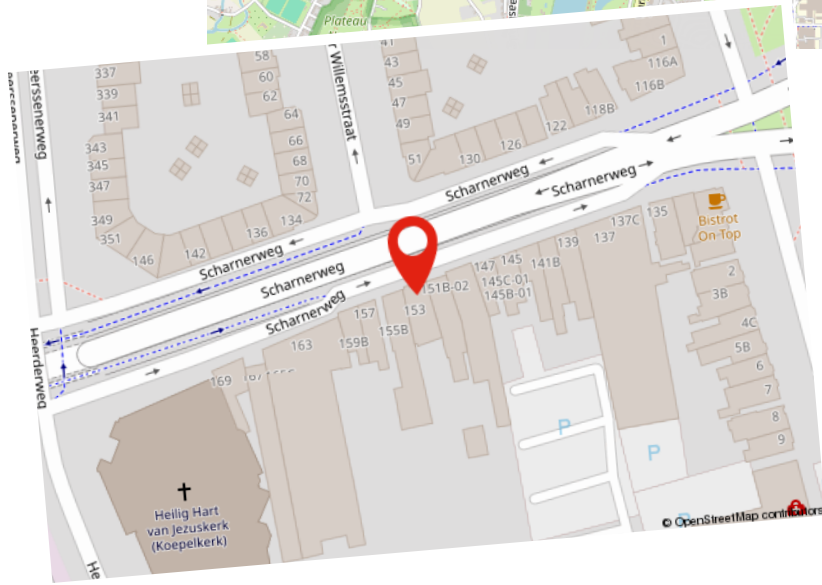 Plateau
58
41
1
337
60
43
116A
339
62
45
116B
341
47
118B
64
49
122
343
66
126
345
68
51
130
347
70
72
349
134
351
136
142
146
Scharnerweg
Scharnerweg
Scharnerweg
Scharnerweg
Scharnerweg
Willemsstraat
eerssenerweg
eerssenerweg
Heerderweg
He
135
137C
137
139
141B
145
147
145C-01
145B-01
151B-02
153
155B
157
159B
163
169
Bistrot
On-Top
2
3B
4C
5B
6
7
8
9
P
P
P
Heilig Hart
van Jezuskerk
(Koepelkerk)
© OpenStreetMap contributors